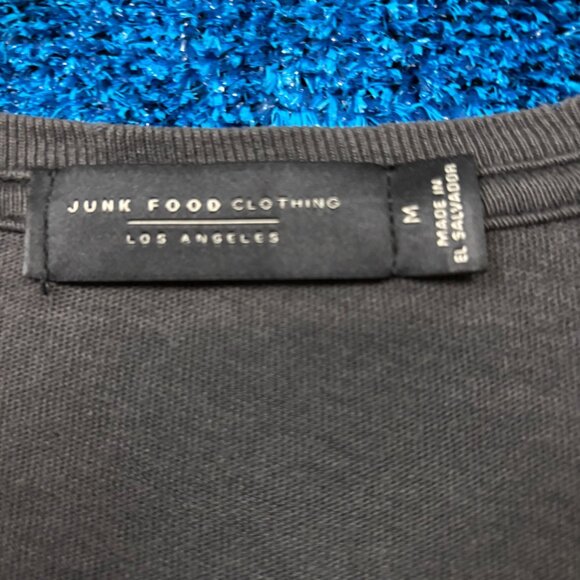 JUNK FOOD CLOTHING
LOS ANGELES
M
MADE IN
EL SALVADOR